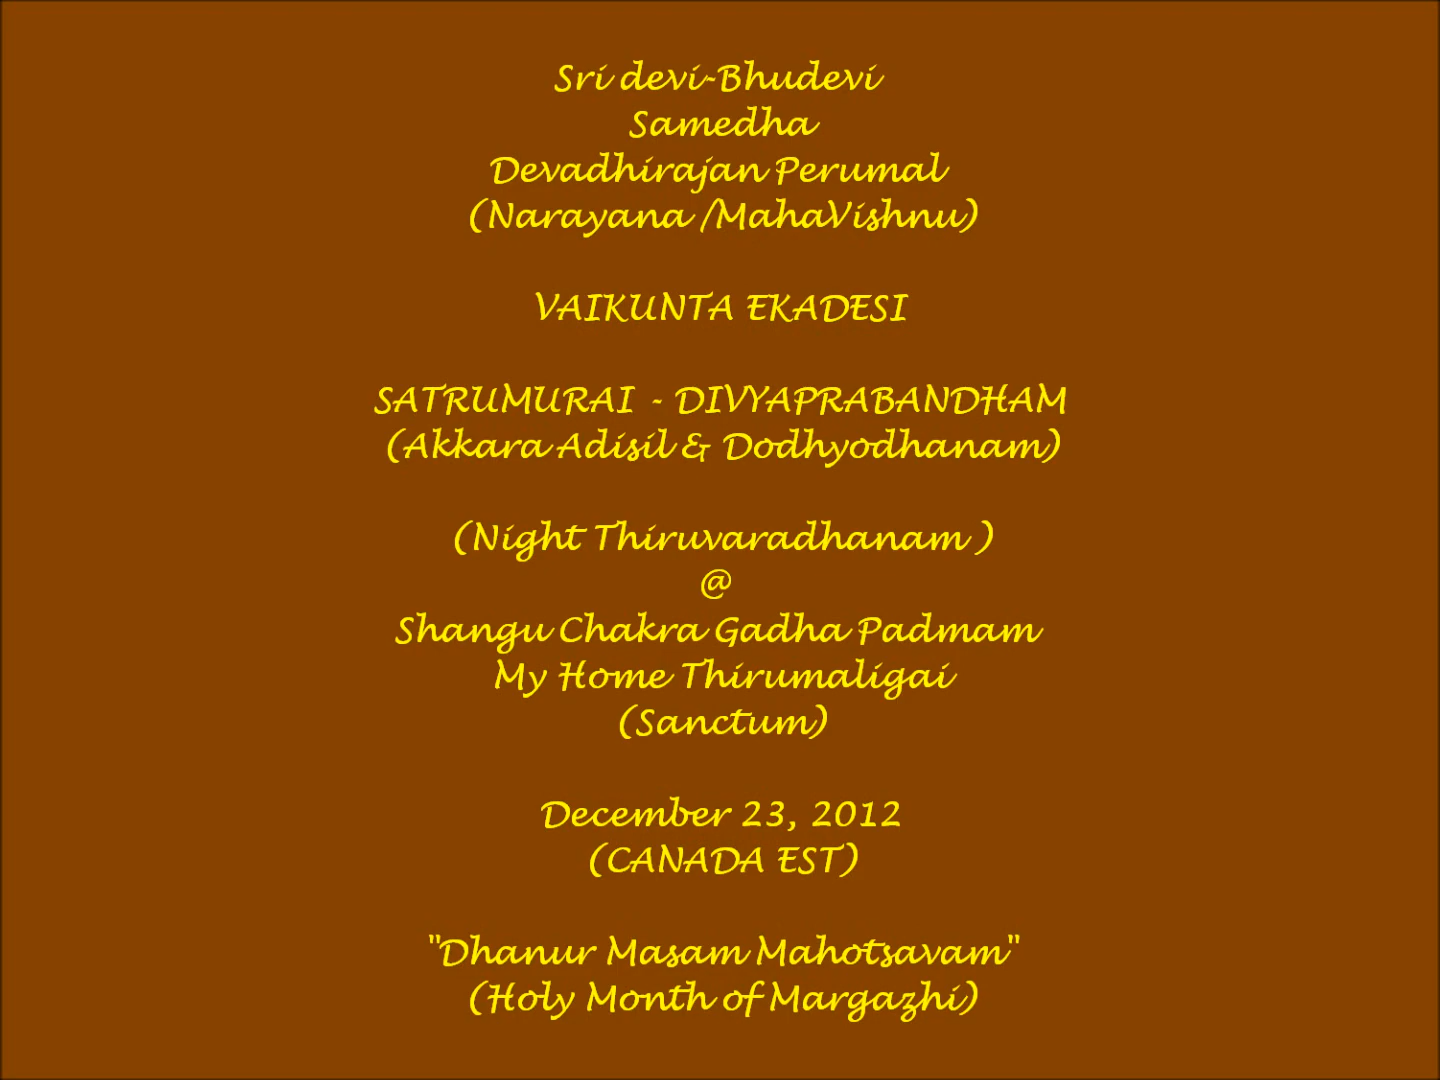 Sri devi-Bhudevi
Samedha
Devadhirajan Perumal
(Narayana /MahaVishnu)
VAIKUNTA EKADESI
SATRUMURAI - DIVYAPRABANDHAM
(Akkara Adisil & Dodhyodhanam)
(Night Thiruvaradhanam )
@
Shangu Chakra Gadha Padmam
My Home Thirumaligai
(Sanctum)
December 23, 2012
(CANADA EST)
"Dhanur Masam Mahotsavam"
(Holy Month of Margazhi)